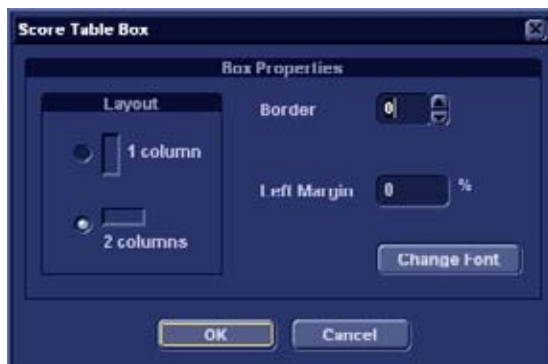 Score Table Box
Box Properties
Layout
1 column
2 columns
Border 0
Left Margin 0 %
Change Font
OK Cancel